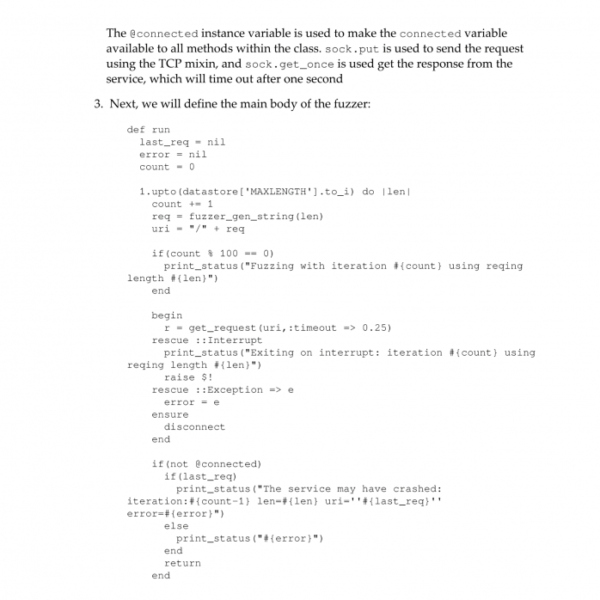 The @connected instance variable is used to make the connected variable
available to all methods within the class. sock.put is used to send the request
using the TCP mixin, and sock.get_once is used get the response from the
service, which will time out after one second
3. Next, we will define the main body of the fuzzer:
def run
last_req = nil
error = nil
count = 0
1.upto(datastore['MAXLENGTH'].to_i) do |len|
count += 1
req = fuzzer_gen_string(len)
uri = "/" + req
if(count % 100 == 0)
print_status("Fuzzing with iteration #{count} using reqing
length #{len}")
end
begin
r = get_request(uri,:timeout => 0.25)
rescue ::Interrupt
print_status("Exiting on interrupt: iteration #{count} using
reqing length #{len}")
raise $!
rescue ::Exception => e
error = e
ensure
disconnect
end
if(not @connected)
if(last_req)
print_status("The service may have crashed:
iteration:#{count-1} len=#{len} uri=''#{last_req}''
error=#{error}")
else
print_status("#{error}")
end
return
end